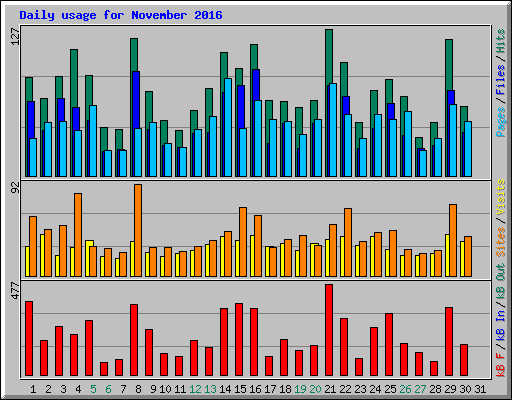 Daily usage for November 2016
127
92
477
Pages / Files / Hits
Sites / Visits
kB F / kB In / kB Out
1 2 3 4 5 6 7 8 9 10 11 12 13 14 15 16 17 18 19 20 21 22 23 24 25 26 27 28 29 30 31